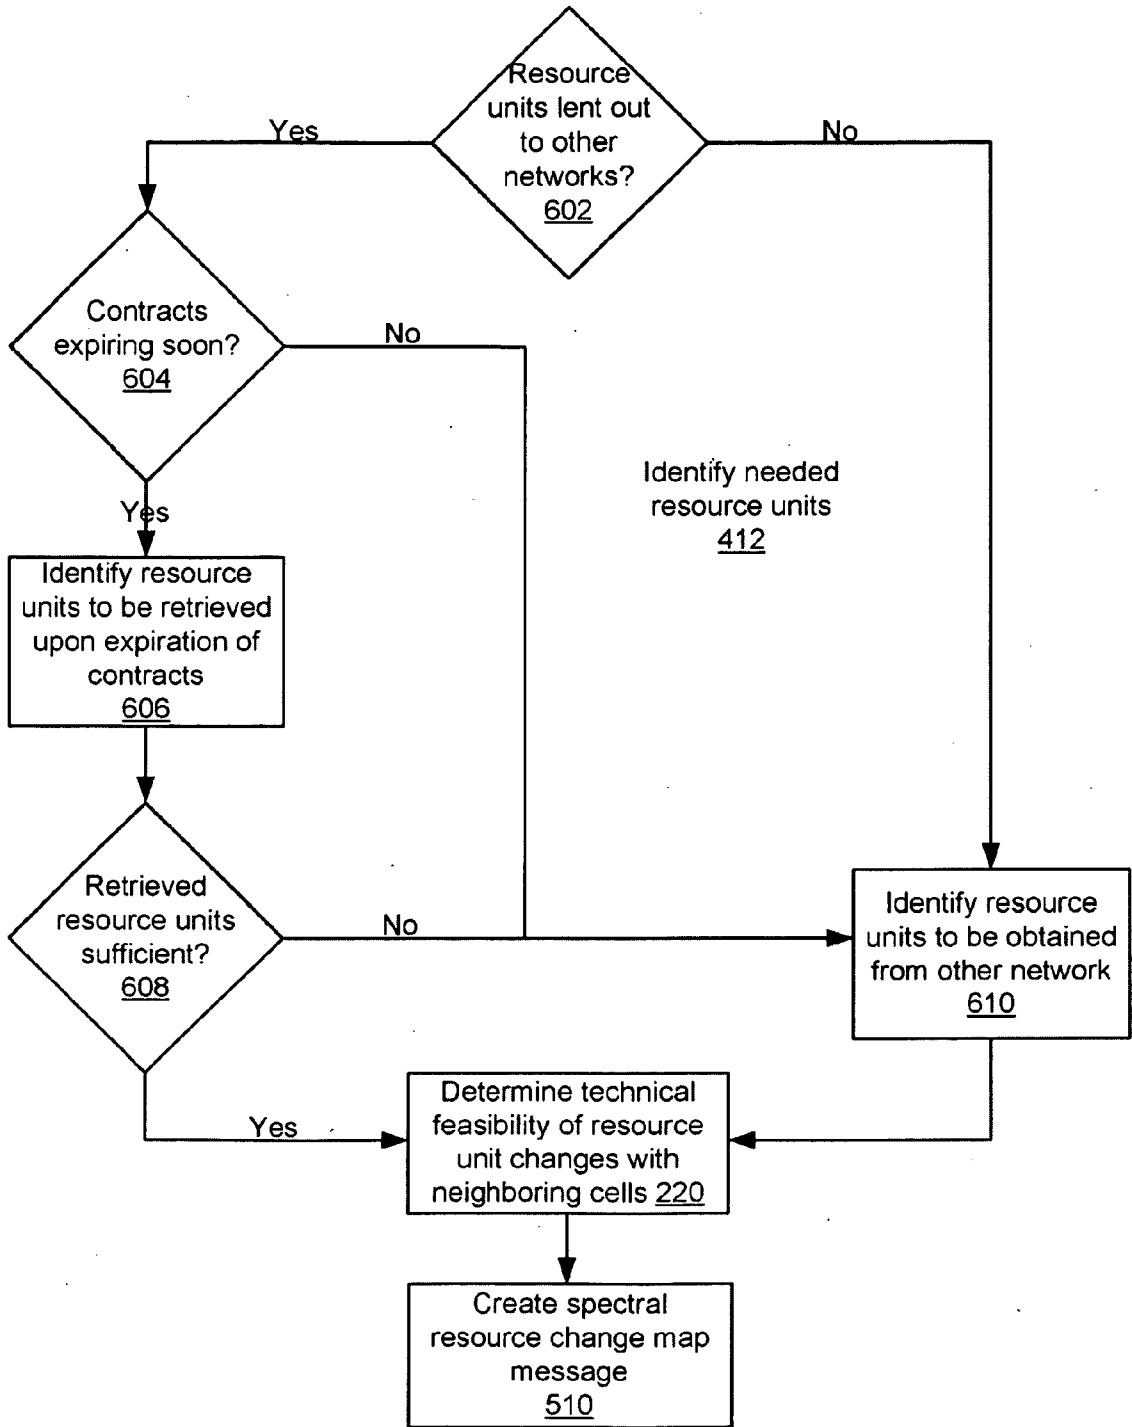 Resource
units lent out
to other
networks?
602
Yes
No
Contracts
expiring soon?
604
No
Yes
Identify needed
resource units
412
Identify resource
units to be retrieved
upon expiration of
contracts
606
Retrieved
resource units
sufficient?
608
No
Identify resource
units to be obtained
from other network
610
Yes
Determine technical
feasibility of resource
unit changes with
neighboring cells 220
Create spectral
resource change map
message
510